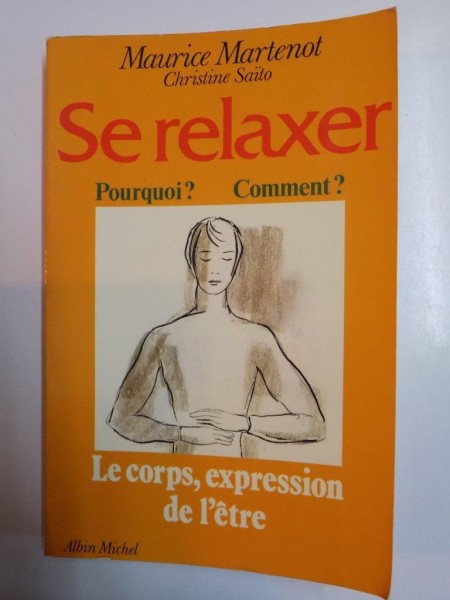 Maurice Martenot
Christine Saïto
Se relaxer
Pourquoi? Comment?
Le corps, expression
de l'être
Albin Michel